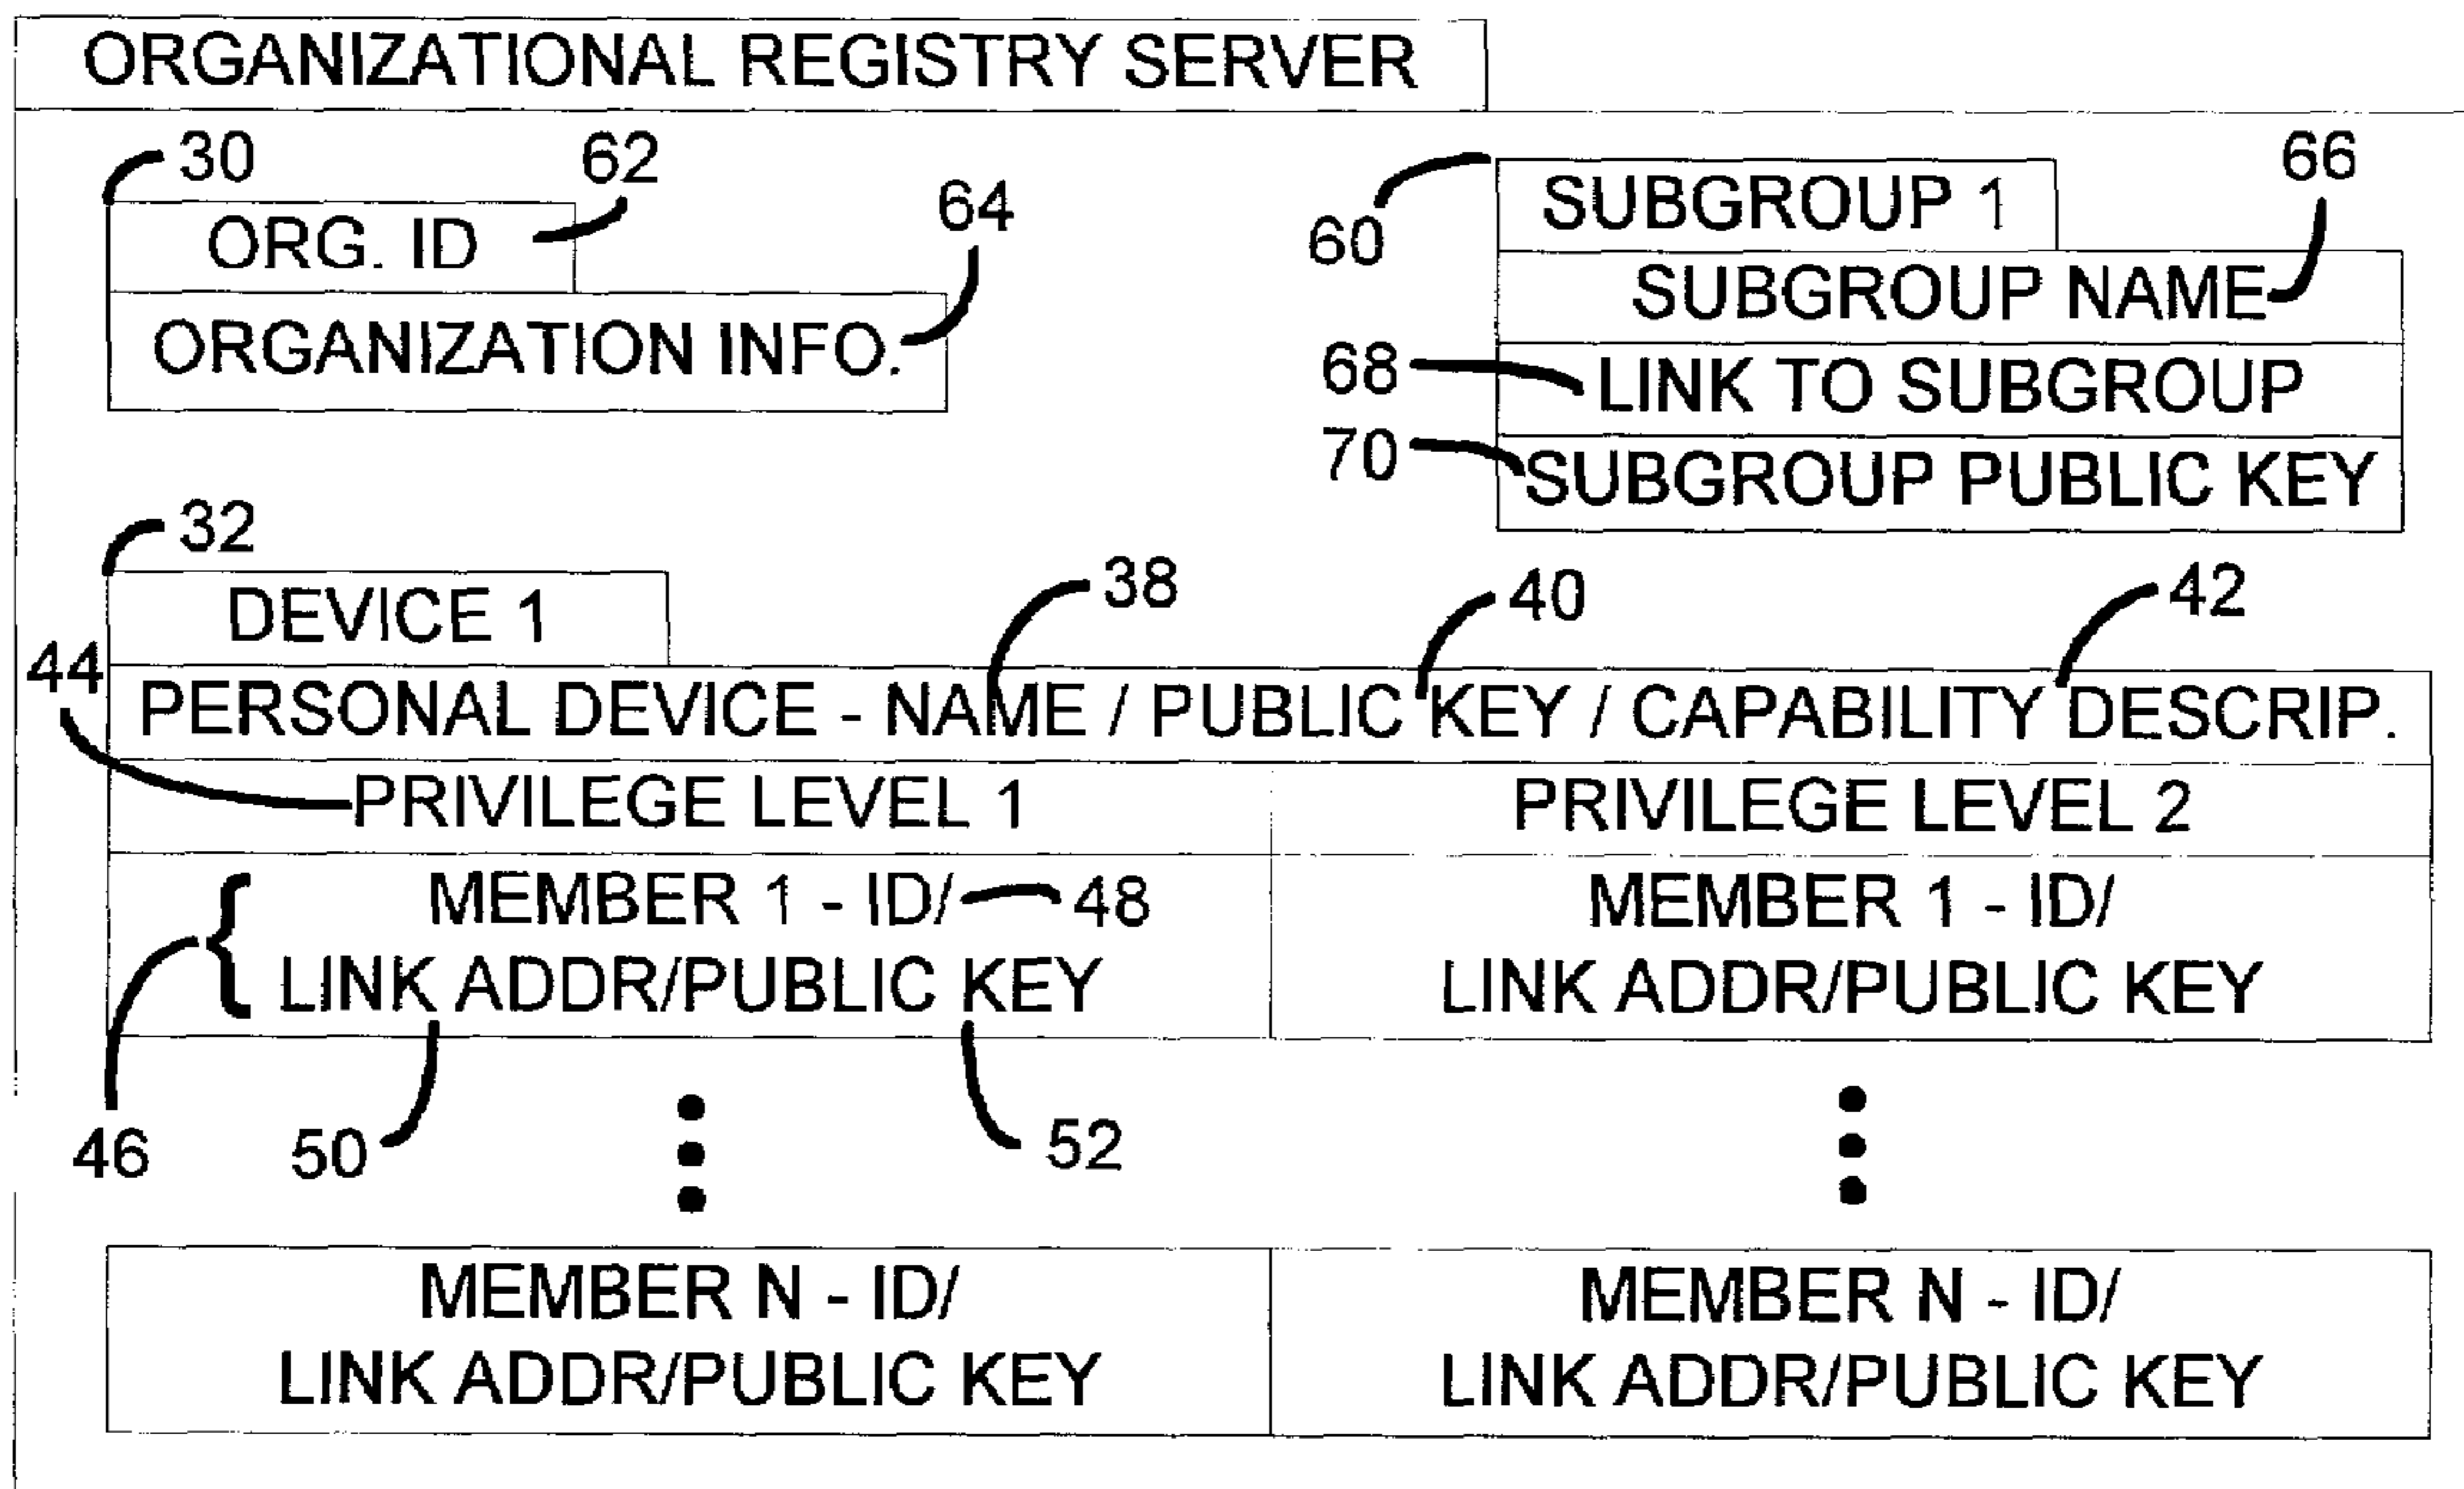 ORGANIZATIONAL REGISTRY SERVER
30
62
64
ORG. ID
ORGANIZATION INFO.
60
66
SUBGROUP 1
SUBGROUP NAME
68
LINK TO SUBGROUP
70
SUBGROUP PUBLIC KEY
32
38
40
42
DEVICE 1
44
PERSONAL DEVICE - NAME / PUBLIC KEY / CAPABILITY DESCRIP.
PRIVILEGE LEVEL 1
PRIVILEGE LEVEL 2
MEMBER 1 - ID/
48
LINK ADDR/PUBLIC KEY
MEMBER 1 - ID/
LINK ADDR/PUBLIC KEY
46
50
52
MEMBER N - ID/
LINK ADDR/PUBLIC KEY
MEMBER N - ID/
LINK ADDR/PUBLIC KEY